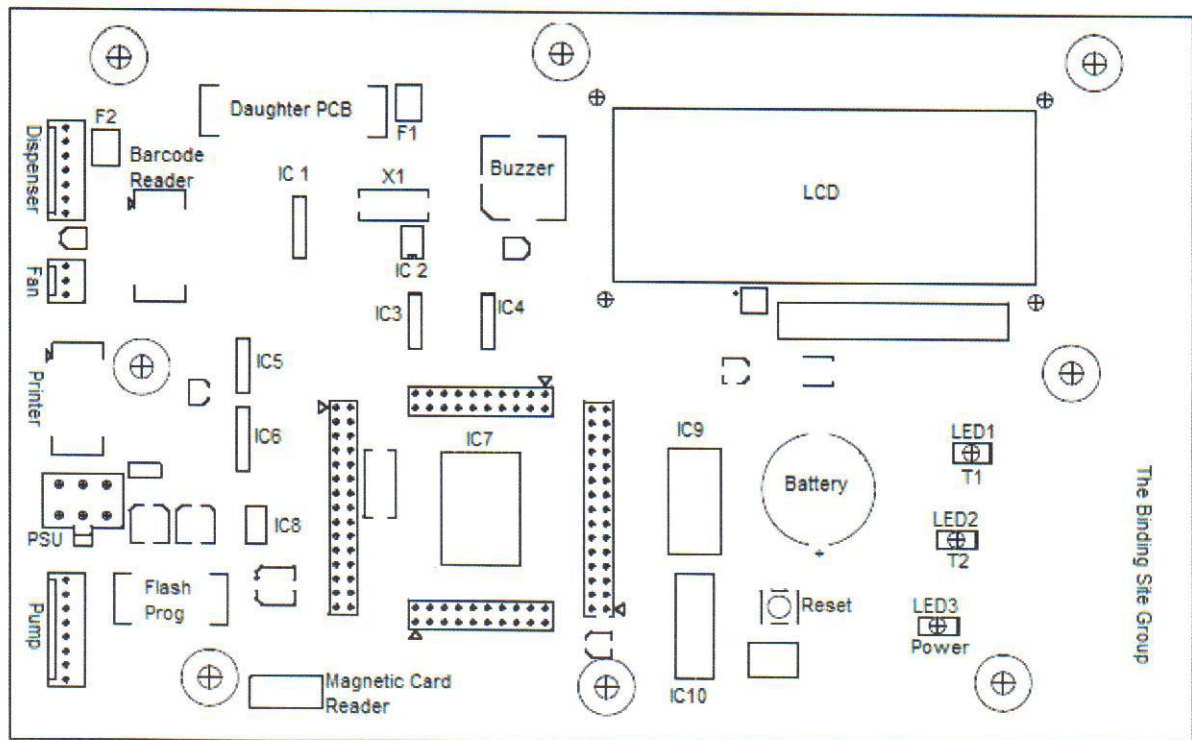 Daughter PCB
F1
F2
Dispenser
Barcode
Reader
IC 1
X1
Buzzer
LCD
IC 2
Fan
IC3
IC4
Printer
IC5
IC6
IC7
IC9
LED1
T1
Battery
The Binding Site Group
PSU
IC8
LED2
T2
Flash
Prog
Pump
Reset
LED3
Power
Magnetic Card
Reader
IC10